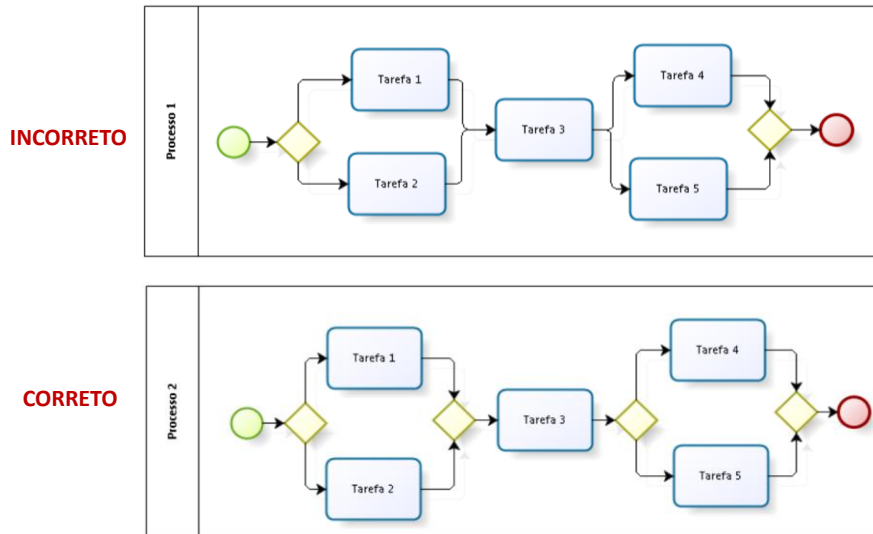 INCORRETO
Processo 1
Tarefa 1
Tarefa 2
Tarefa 3
Tarefa 4
Tarefa 5
CORRETO
Processo 2
Tarefa 1
Tarefa 2
Tarefa 3
Tarefa 4
Tarefa 5